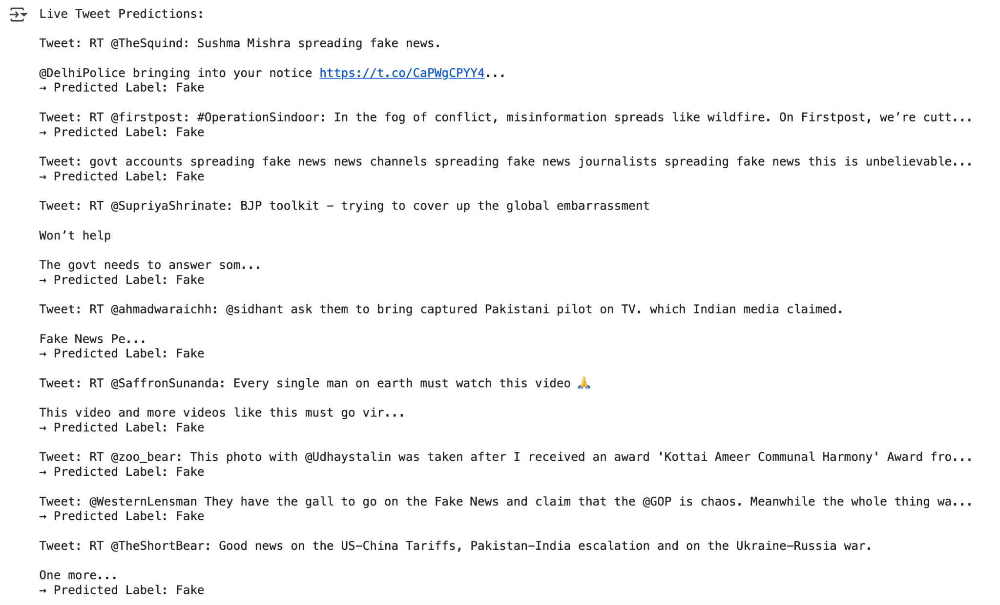 Live Tweet Predictions:
Tweet: RT @TheSquind: Sushma Mishra spreading fake news.
@DelhiPolice bringing into your notice https://t.co/CaPWgCPYY4...
→ Predicted Label: Fake
Tweet: RT @firstpost: #OperationSindoor: In the fog of conflict, misinformation spreads like wildfire. On Firstpost, we’re cutt...
→ Predicted Label: Fake
Tweet: govt accounts spreading fake news news channels spreading fake news journalists spreading fake news this is unbelievable...
→ Predicted Label: Fake
Tweet: RT @SupriyaShrinate: BJP toolkit – trying to cover up the global embarrassment
Won’t help
The govt needs to answer som...
→ Predicted Label: Fake
Tweet: RT @ahmadwaraichh: @sidhant ask them to bring captured Pakistani pilot on TV. which Indian media claimed.
Fake News Pe...
→ Predicted Label: Fake
Tweet: RT @SaffronSunanda: Every single man on earth must watch this video 🙏
This video and more videos like this must go vir...
→ Predicted Label: Fake
Tweet: RT @zoo_bear: This photo with @Udhaystalin was taken after I received an award 'Kottai Ameer Communal Harmony' Award fro...
→ Predicted Label: Fake
Tweet: @WesternLensman They have the gall to go on the Fake News and claim that the @GOP is chaos. Meanwhile the whole thing wa...
→ Predicted Label: Fake
Tweet: RT @TheShortBear: Good news on the US–China Tariffs, Pakistan–India escalation and on the Ukraine–Russia war.
One more...
→ Predicted Label: Fake